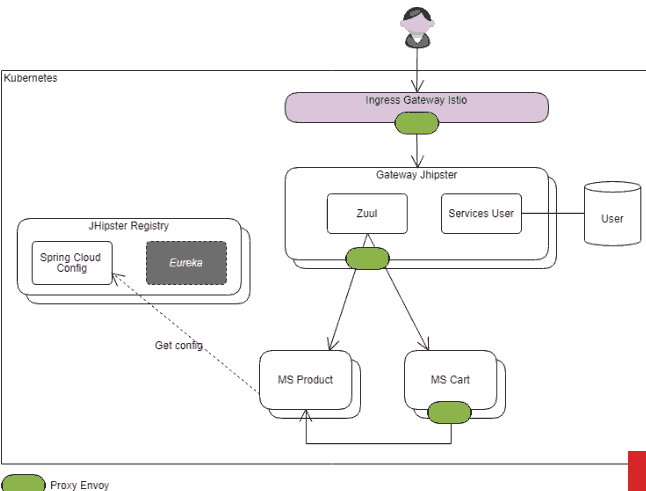 Kubernetes
Ingress Gateway Istio
Gateway Jhipster
Zuul
Services User
User
JHipster Registry
Spring Cloud
Config
Eureka
Get config
MS Product
MS Cart
Proxy Envoy